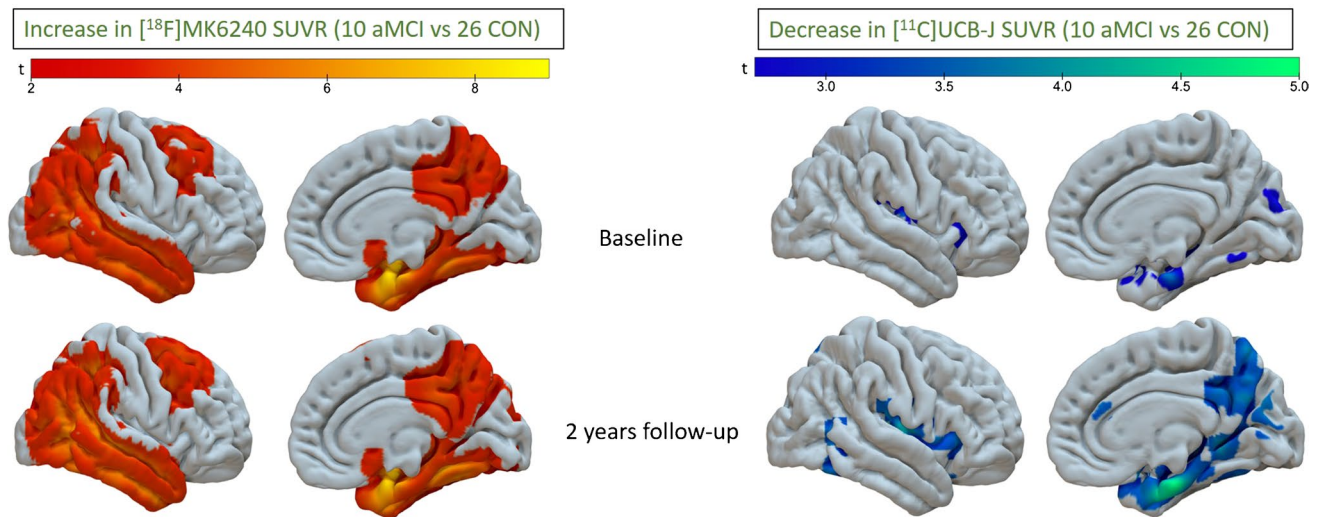 Increase in [¹⁸F]MK6240 SUVR (10 aMCI vs 26 CON)
t
2 4 6 8
Decrease in [¹¹C]UCB-J SUVR (10 aMCI vs 26 CON)
t
3.0 3.5 4.0 4.5 5.0
Baseline
2 years follow-up